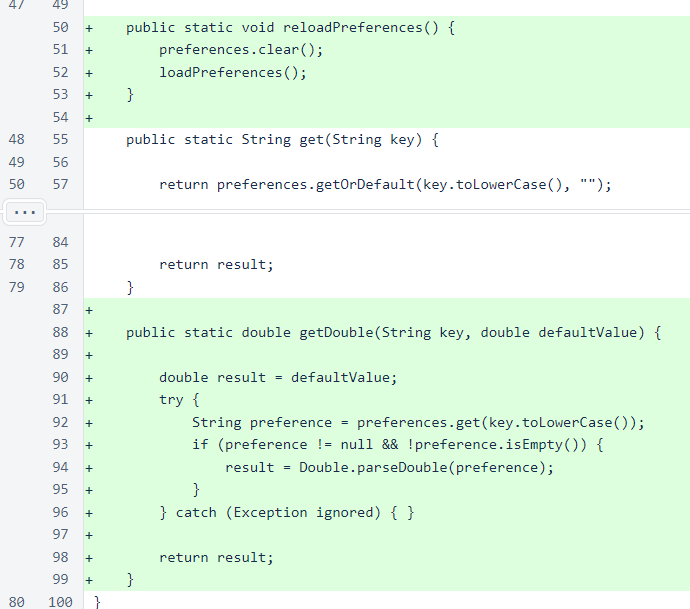 47 49
50 + public static void reloadPreferences() {
51 + preferences.clear();
52 + loadPreferences();
53 + }
54 +
48 55 public static String get(String key) {
49 56
50 57 return preferences.getOrDefault(key.toLowerCase(), "");
...
77 84
78 85 return result;
79 86 }
87 +
88 + public static double getDouble(String key, double defaultValue) {
89 +
90 + double result = defaultValue;
91 + try {
92 + String preference = preferences.get(key.toLowerCase());
93 + if (preference != null && !preference.isEmpty()) {
94 + result = Double.parseDouble(preference);
95 + }
96 + } catch (Exception ignored) { }
97 +
98 + return result;
99 + }
80 100 }